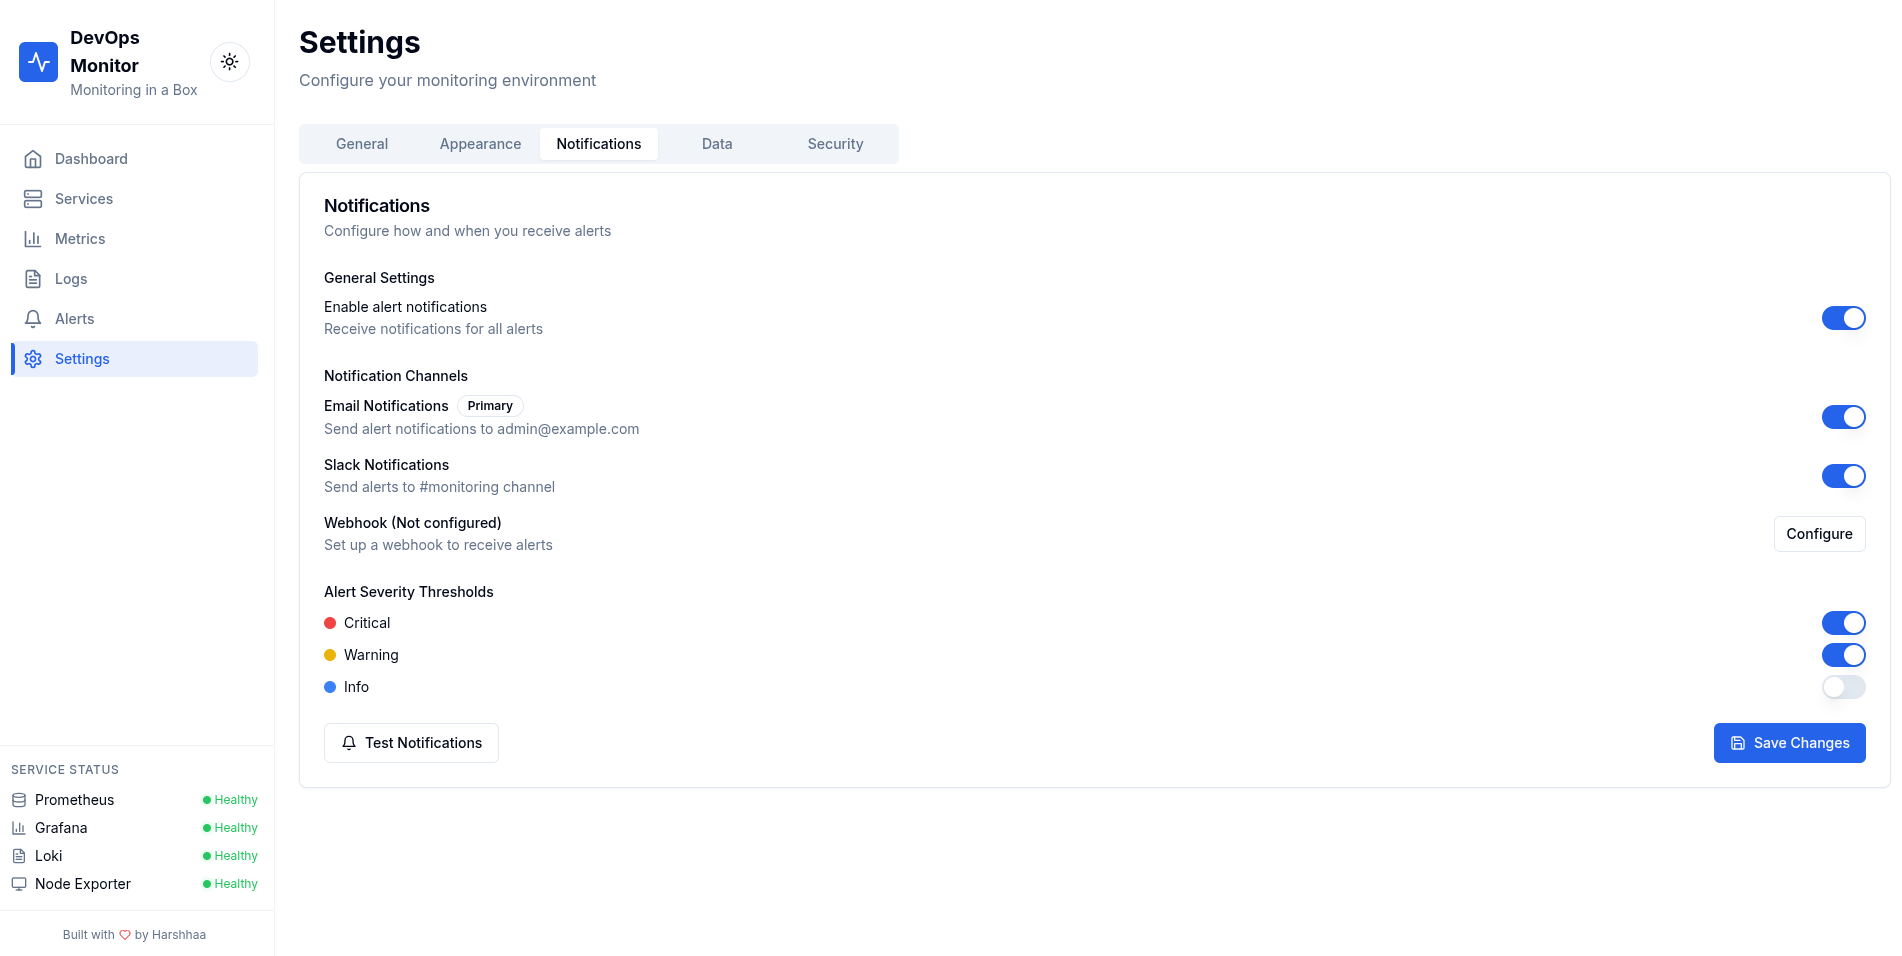 DevOps
Monitor
Monitoring in a Box
Dashboard
Services
Metrics
Logs
Alerts
Settings
SERVICE STATUS
Prometheus Healthy
Grafana Healthy
Loki Healthy
Node Exporter Healthy
Built with by Harshhaa
Settings
Configure your monitoring environment
General Appearance Notifications Data Security
Notifications
Configure how and when you receive alerts
General Settings
Enable alert notifications
Receive notifications for all alerts
Notification Channels
Email Notifications Primary
Send alert notifications to admin@example.com
Slack Notifications
Send alerts to #monitoring channel
Webhook (Not configured)
Set up a webhook to receive alerts
Configure
Alert Severity Thresholds
Critical
Warning
Info
Test Notifications Save Changes